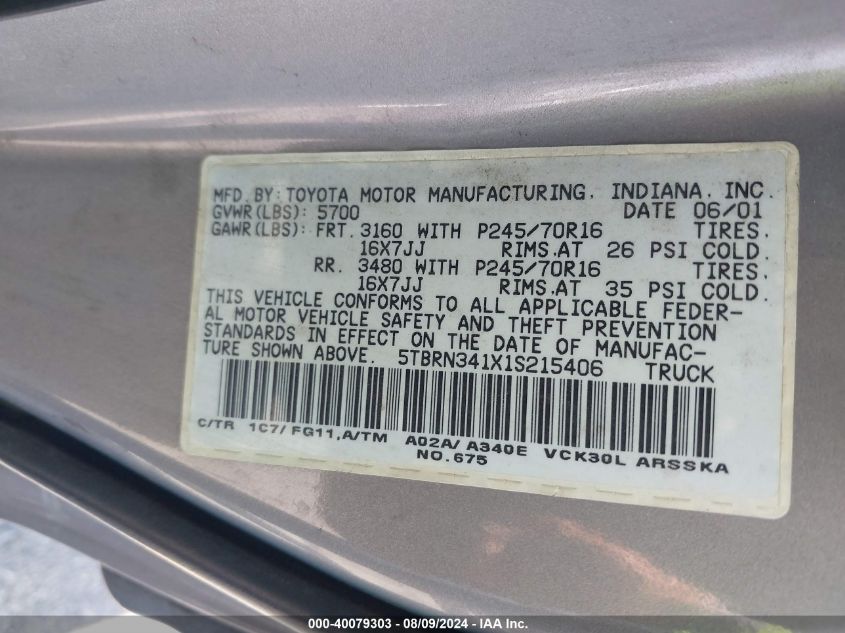 MFD. BY: TOYOTA MOTOR MANUFACTURING, INDIANA, INC.
GVWR(LBS): 5700 DATE 06/01
GAWR(LBS): FRT. 3160 WITH P245/70R16 TIRES.
16X7JJ RIMS.AT 26 PSI COLD.
RR. 3480 WITH P245/70R16 TIRES.
16X7JJ RIMS.AT 35 PSI COLD.
THIS VEHICLE CONFORMS TO ALL APPLICABLE FEDER-
AL MOTOR VEHICLE SAFETY AND THEFT PREVENTION
STANDARDS IN EFFECT ON THE DATE OF MANUFAC-
TURE SHOWN ABOVE. 5TBRN341X1S215406 TRUCK
C/TR 1C7/FG11,A/TM A02A/A340E VCK30L ARSSKA
NO.675
000-40079303 - 08/09/2024 - IAA Inc.